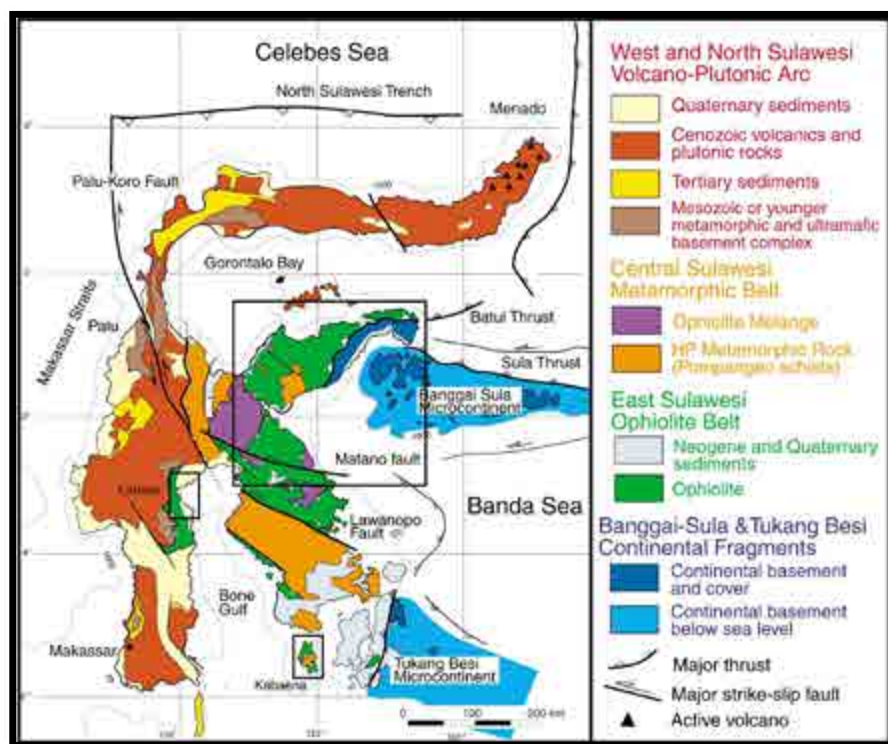 Celebes Sea
North Sulawesi Trench
Menado
Palu-Koro Fault
Gorontalo Bay
Makassar Straits
Palu
Batui Thrust
Sula Thrust
Banggai Sula
Microcontinent
Matano fault
Banda Sea
Lawanopo
Fault
Bone
Gulf
Makassar
Kabaena
Tukang Besi
Microcontinent
0 100 200 km
West and North Sulawesi
Volcano-Plutonic Arc
Quaternary sediments
Cenozoic volcanics and
plutonic rocks
Tertiary sediments
Mesozoic or younger
metamorphic and ultramafic
basement complex
Central Sulawesi
Metamorphic Belt
Ophiolite Melange
HP Metamorphic Rock
(Pompangeo schists)
East Sulawesi
Ophiolite Belt
Neogene and Quaternary
sediments
Ophiolite
Banggai-Sula & Tukang Besi
Continental Fragments
Continental basement
and cover
Continental basement
below sea level
Major thrust
Major strike-slip fault
Active volcano